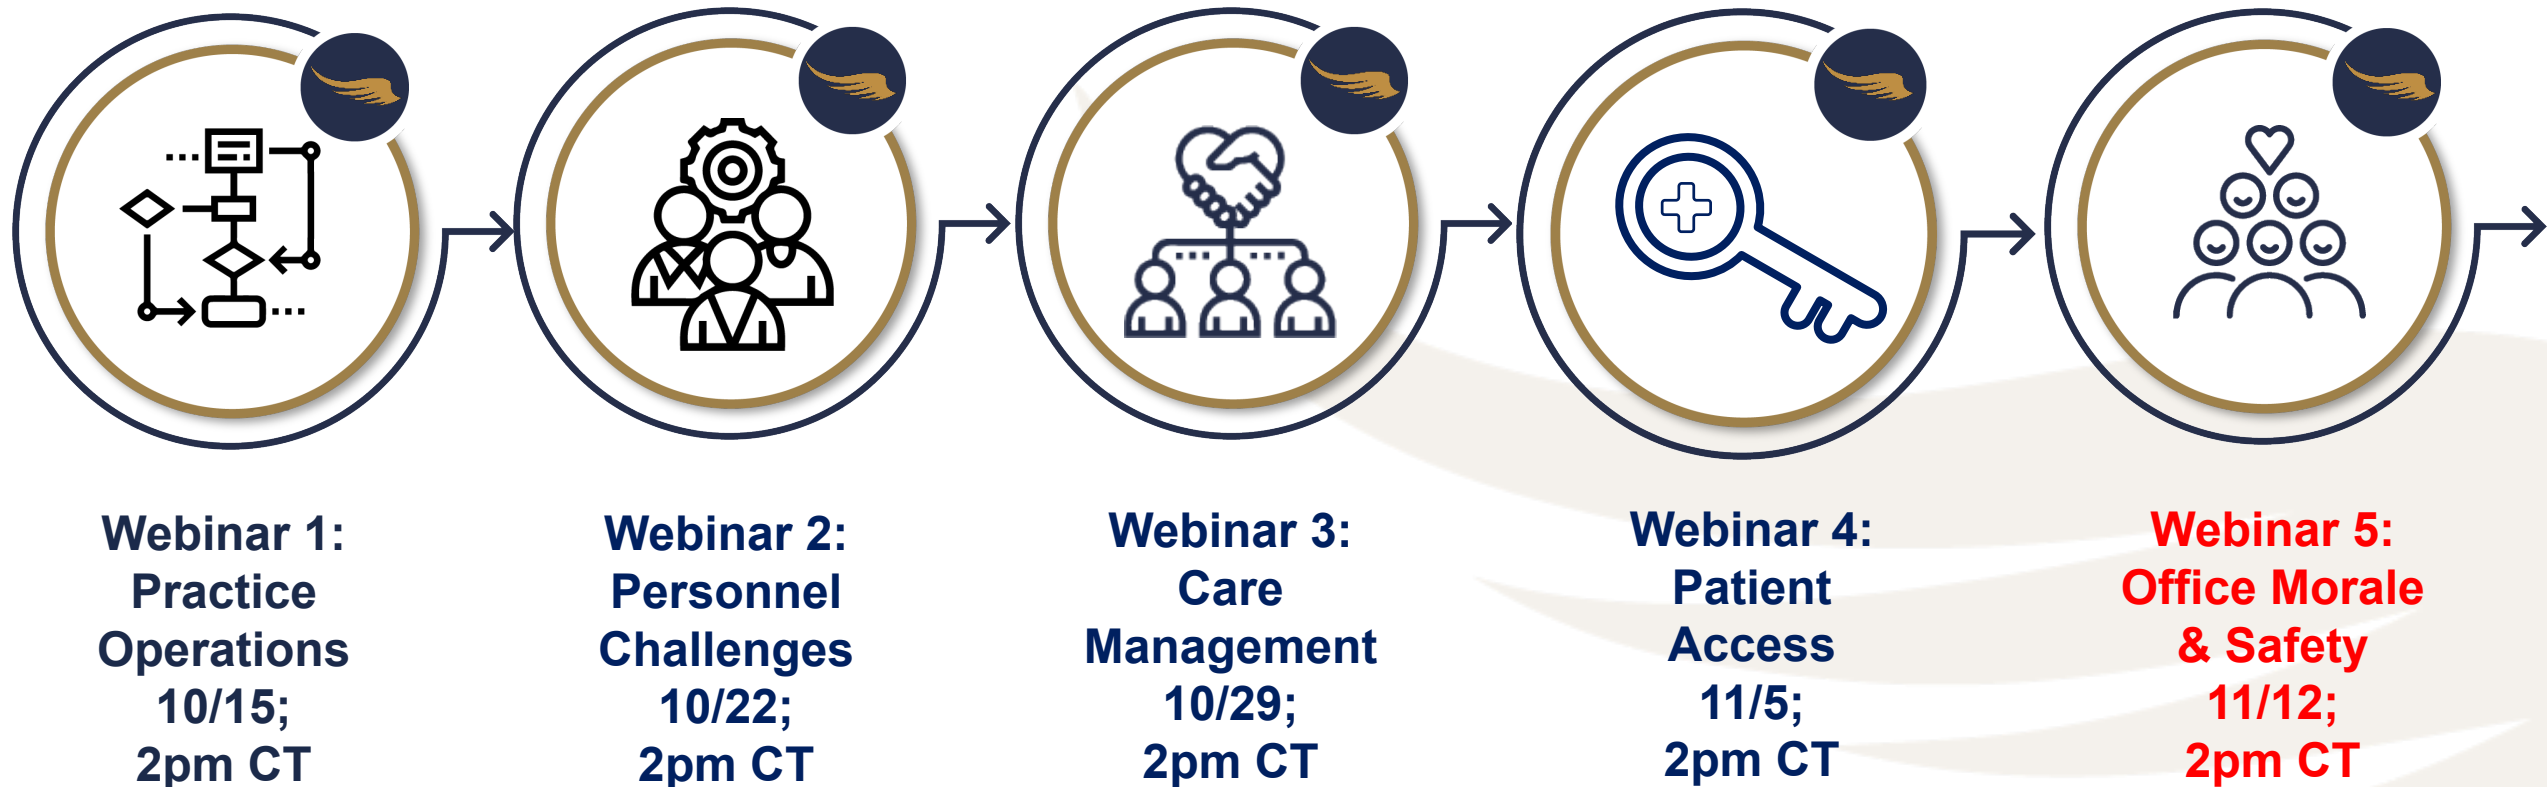 Webinar 1:
Practice
Operations
10/15;
2pm CT
Webinar 2:
Personnel
Challenges
10/22;
2pm CT
Webinar 3:
Care
Management
10/29;
2pm CT
Webinar 4:
Patient
Access
11/5;
2pm CT
Webinar 5:
Office Morale
& Safety
11/12;
2pm CT